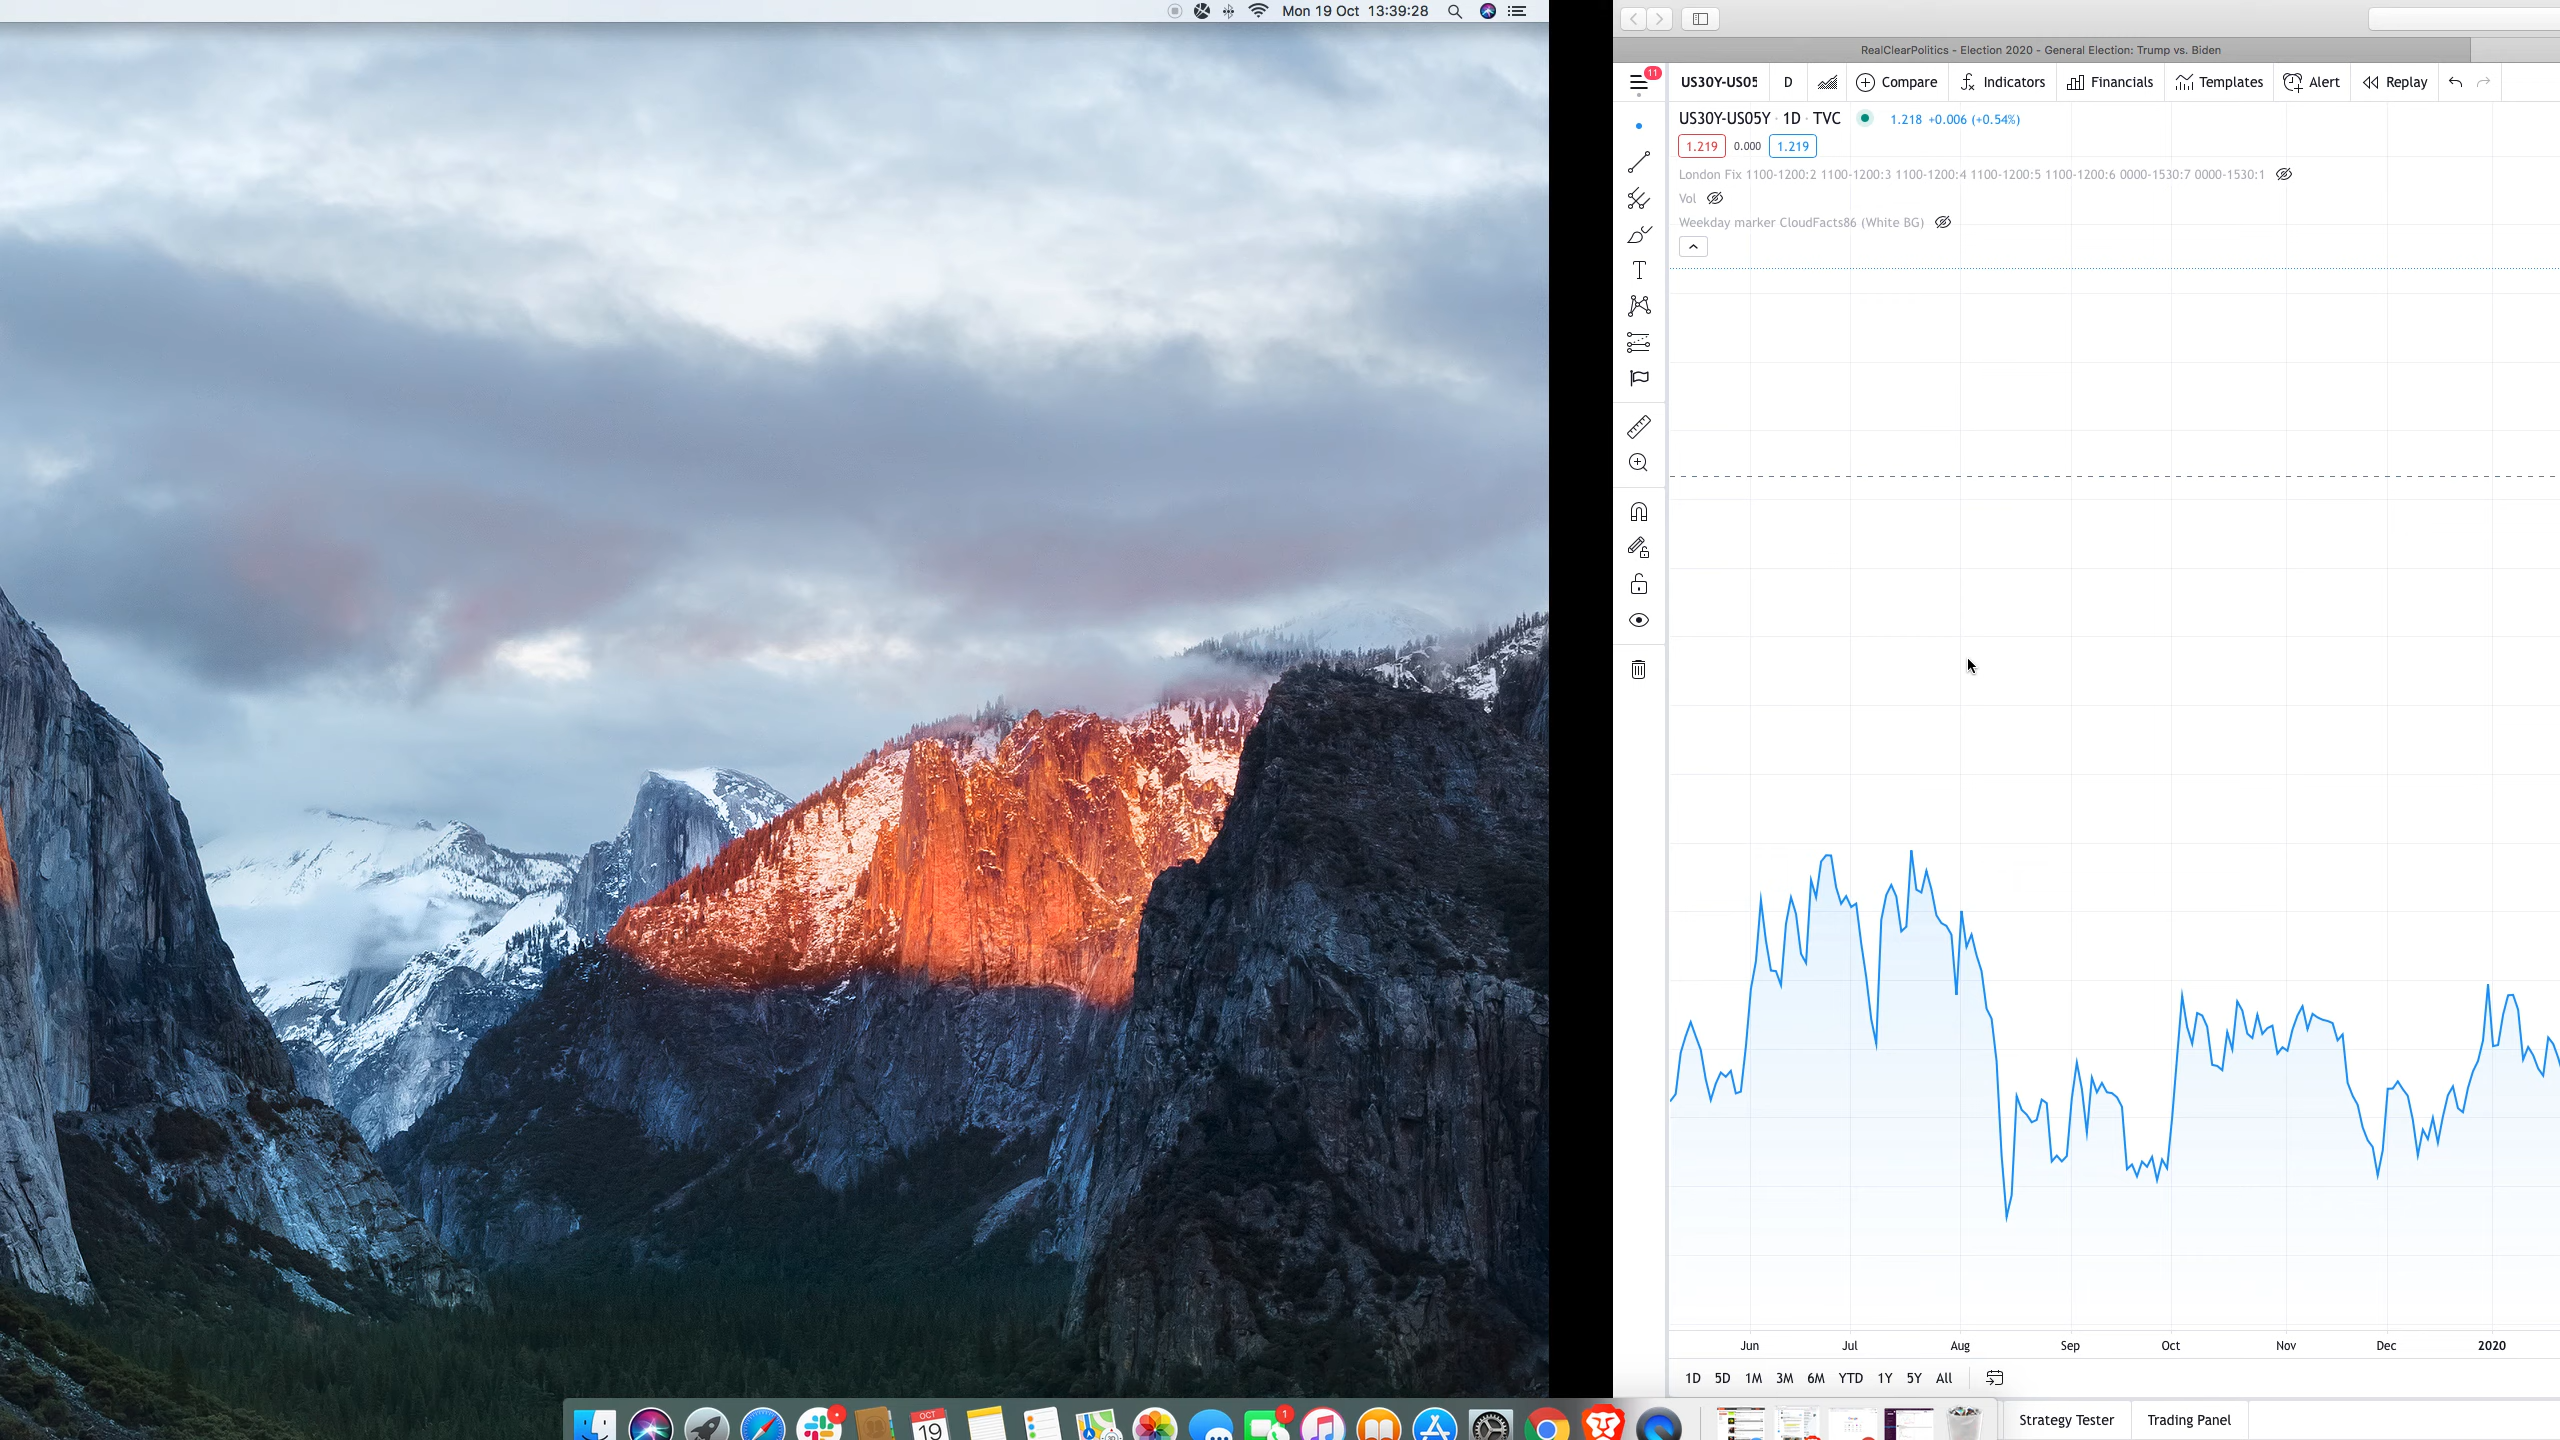 Mon 19 Oct 13:39:28
RealClearPolitics - Election 2020 - General Election: Trump vs. Biden
11
US30Y-US05 D Compare Indicators Financials Templates Alert Replay
US30Y-US05Y · 1D · TVC 1.218 +0.006 (+0.54%)
1.219 0.000 1.219
London Fix 1100-1200:2 1100-1200:3 1100-1200:4 1100-1200:5 1100-1200:6 0000-1530:7 0000-1530:1
Vol
Weekday marker CloudFacts86 (White BG)
T
Jun Jul Aug Sep Oct Nov Dec 2020
1D 5D 1M 3M 6M YTD 1Y 5Y All
OCT
19
1
Strategy Tester Trading Panel